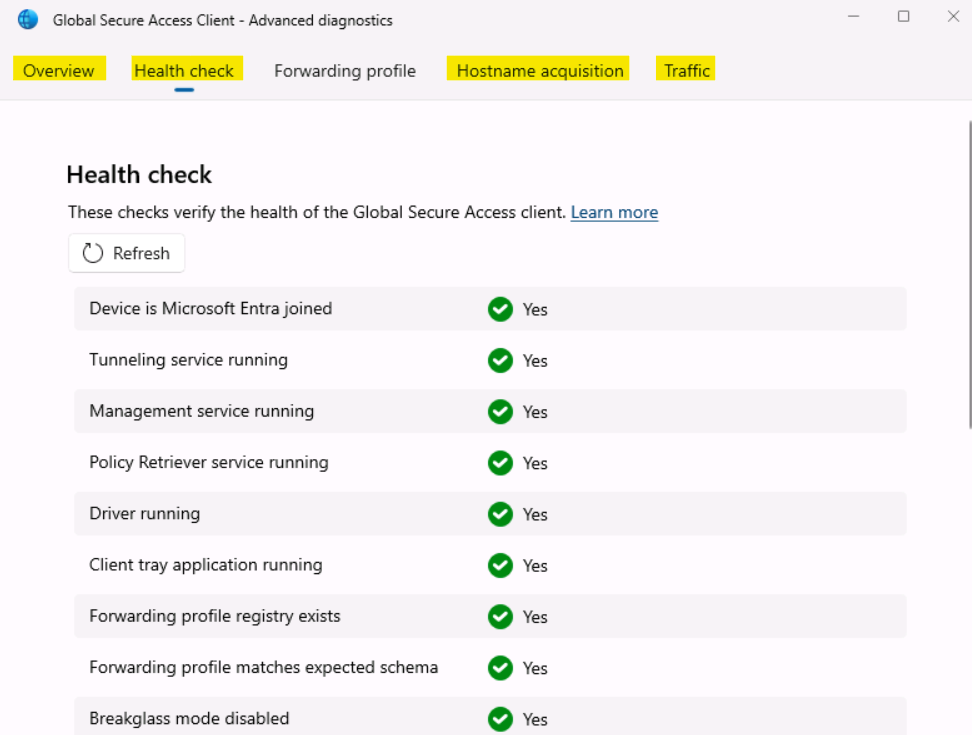 Global Secure Access Client - Advanced diagnostics
Overview Health check Forwarding profile Hostname acquisition Traffic
Health check
These checks verify the health of the Global Secure Access client. Learn more
Refresh
Device is Microsoft Entra joined Yes
Tunneling service running Yes
Management service running Yes
Policy Retriever service running Yes
Driver running Yes
Client tray application running Yes
Forwarding profile registry exists Yes
Forwarding profile matches expected schema Yes
Breakglass mode disabled Yes